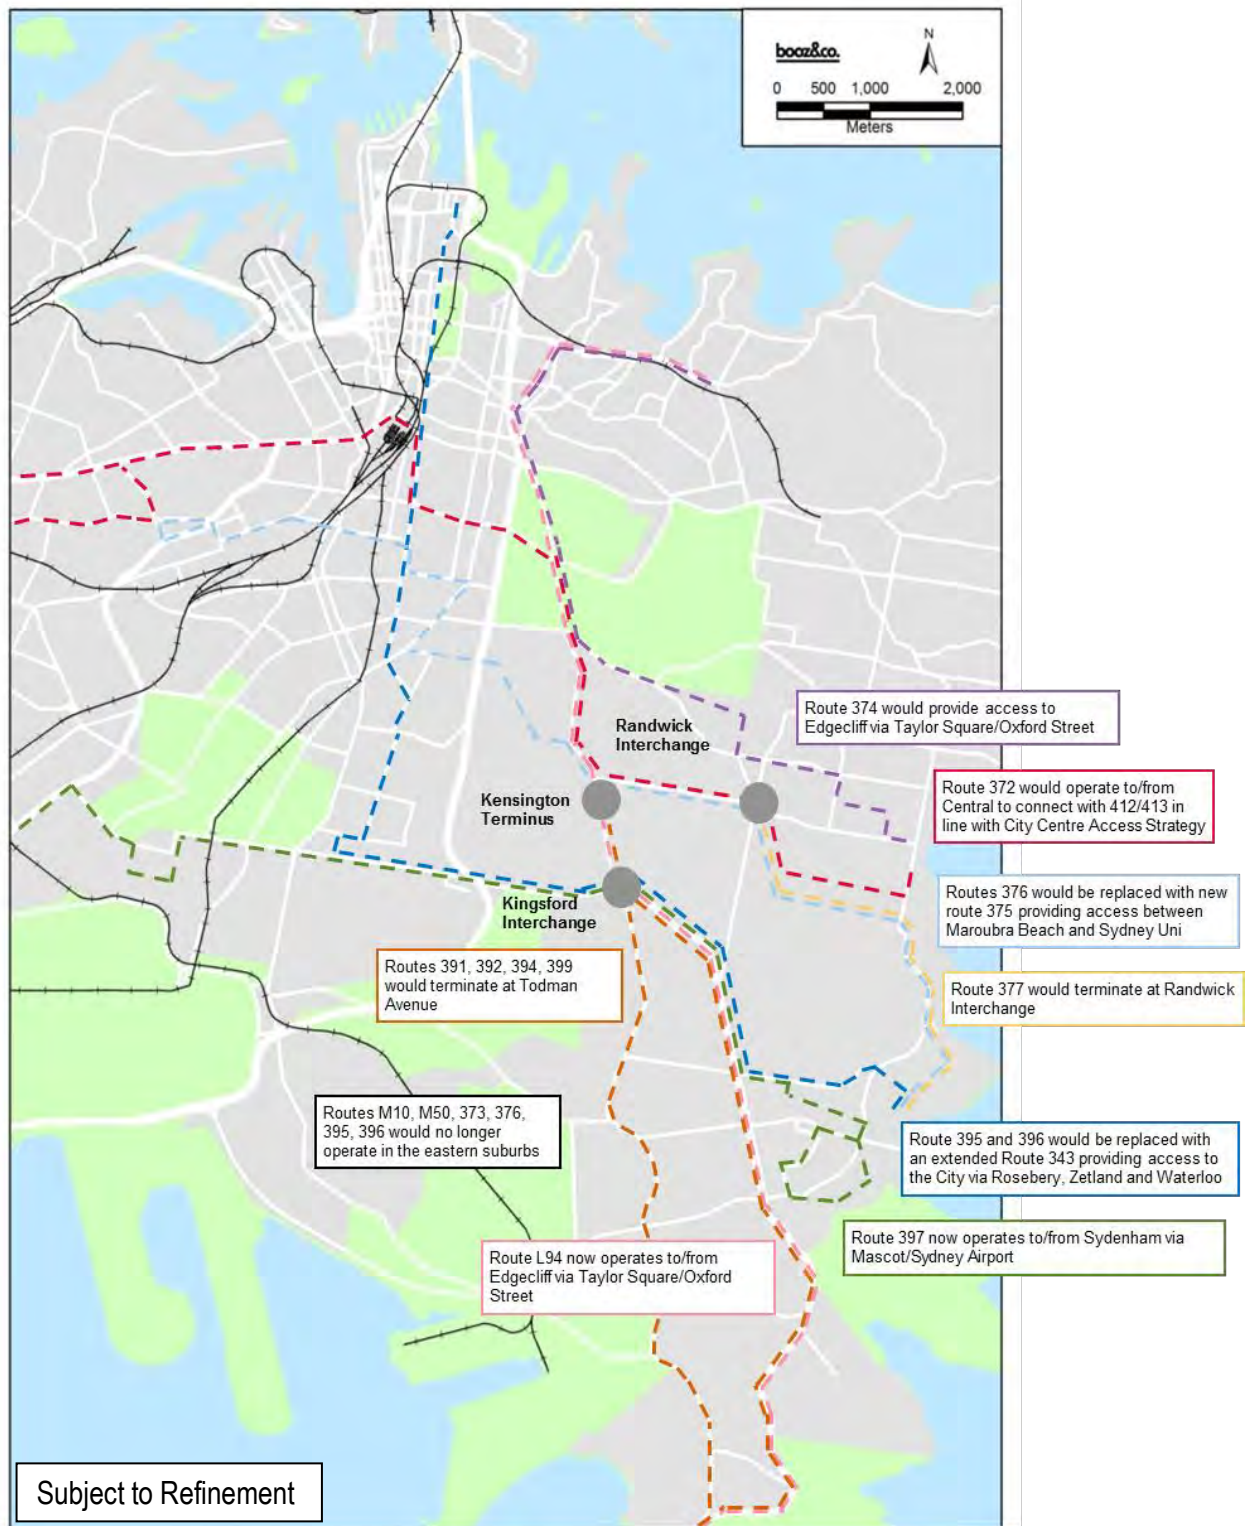 booz&co.
N
0 500 1,000 2,000
Meters
Randwick
Interchange
Route 374 would provide access to
Edgecliff via Taylor Square/Oxford Street
Kensington
Terminus
Route 372 would operate to/from
Central to connect with 412/413 in
line with City Centre Access Strategy
Routes 376 would be replaced with new
route 375 providing access between
Maroubra Beach and Sydney Uni
Kingsford
Interchange
Routes 391, 392, 394, 399
would terminate at Todman
Avenue
Route 377 would terminate at Randwick
Interchange
Routes M10, M50, 373, 376,
395, 396 would no longer
operate in the eastern suburbs
Route 395 and 396 would be replaced with
an extended Route 343 providing access to
the City via Rosebery, Zetland and Waterloo
Route 397 now operates to/from Sydenham via
Mascot/Sydney Airport
Route L94 now operates to/from
Edgecliff via Taylor Square/Oxford
Street
Subject to Refinement